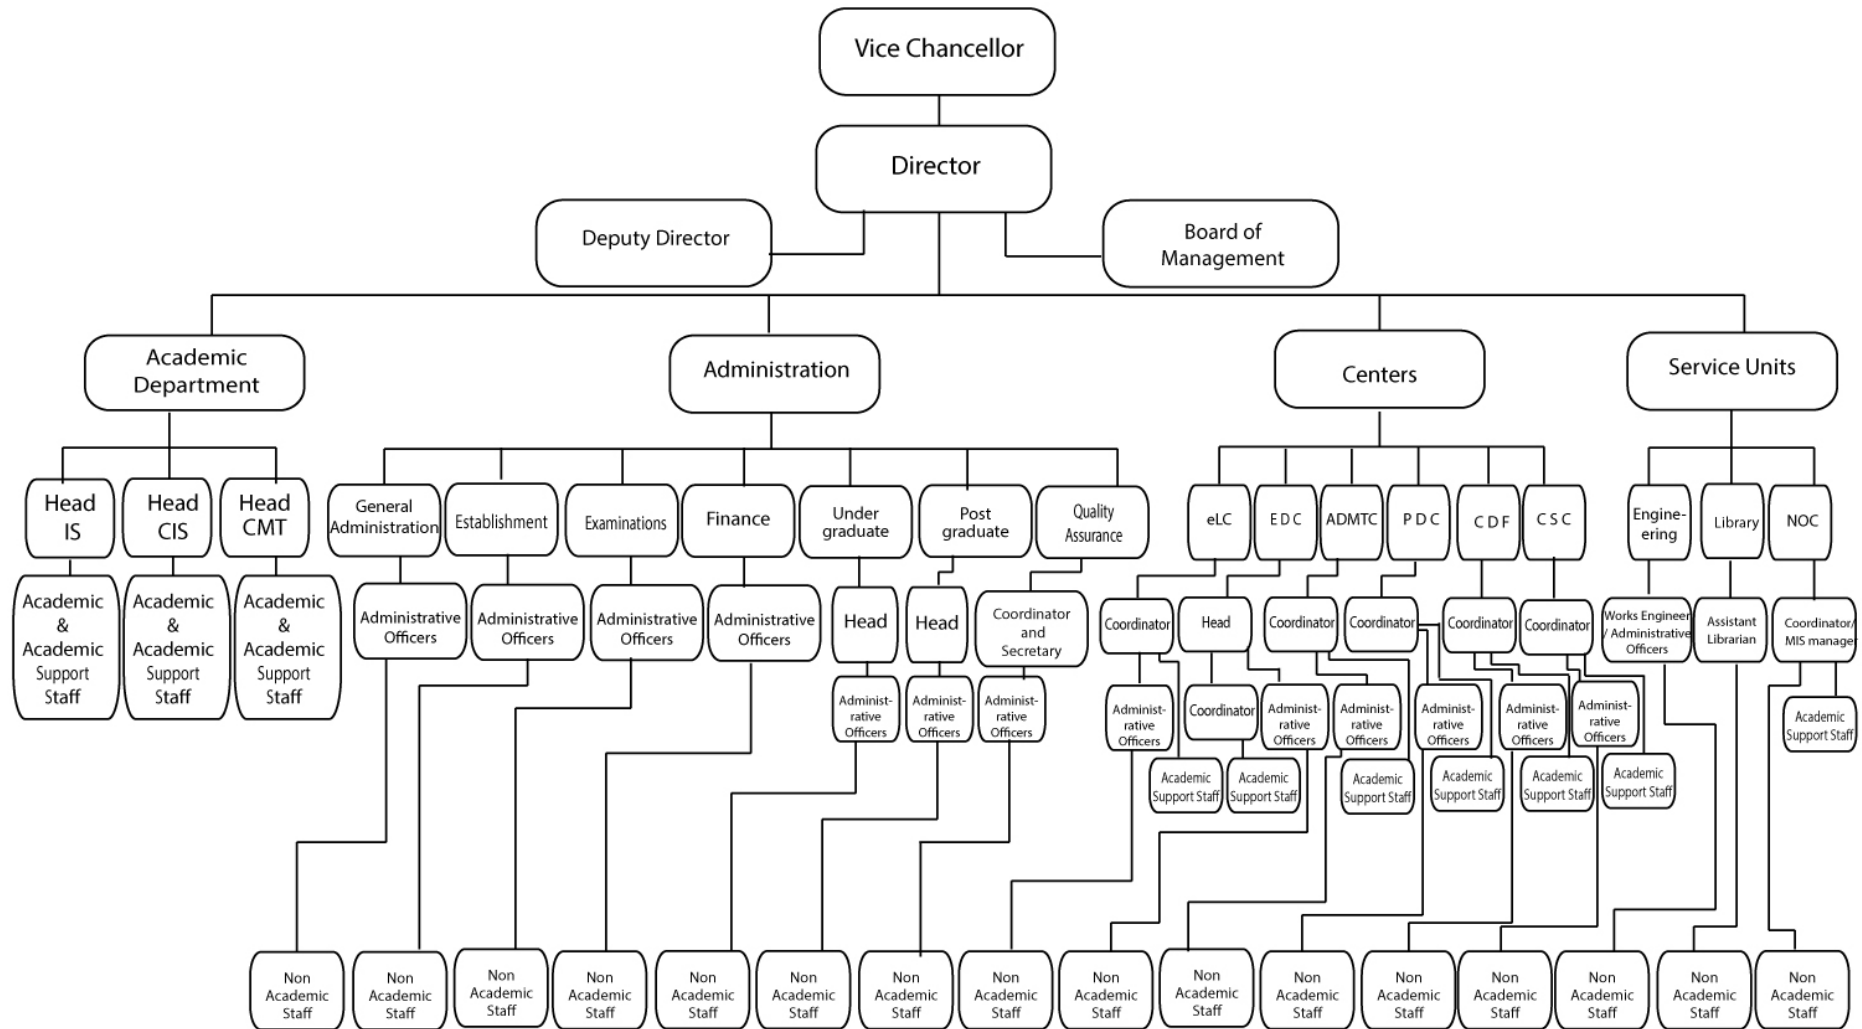 Vice Chancellor
Director
Deputy Director
Board of
Management
Academic
Department
Administration
Centers
Service Units
Head
IS
Head
CIS
Head
CMT
General
Administration
Establishment
Examinations
Finance
Under
graduate
Post
graduate
Quality
Assurance
eLC
E D C
ADMTC
P D C
C D F
C S C
Engine-
ering
Library
NOC
Academic
&
Academic
Support
Staff
Academic
&
Academic
Support
Staff
Academic
&
Academic
Support
Staff
Administrative
Officers
Administrative
Officers
Administrative
Officers
Administrative
Officers
Head
Head
Coordinator
and
Secretary
Coordinator
Head
Coordinator
Coordinator
Coordinator
Coordinator
Works Engineer
/ Administrative
Officers
Assistant
Librarian
Coordinator/
MIS manager
Administ-
rative
Officers
Administ-
rative
Officers
Administ-
rative
Officers
Administ-
rative
Officers
Coordinator
Administ-
rative
Officers
Administ-
rative
Officers
Administ-
rative
Officers
Administ-
rative
Officers
Administ-
rative
Officers
Academic
Support Staff
Academic
Support Staff
Academic
Support Staff
Academic
Support Staff
Academic
Support Staff
Academic
Support Staff
Academic
Support Staff
Non
Academic
Staff
Non
Academic
Staff
Non
Academic
Staff
Non
Academic
Staff
Non
Academic
Staff
Non
Academic
Staff
Non
Academic
Staff
Non
Academic
Staff
Non
Academic
Staff
Non
Academic
Staff
Non
Academic
Staff
Non
Academic
Staff
Non
Academic
Staff
Non
Academic
Staff
Non
Academic
Staff
Non
Academic
Staff